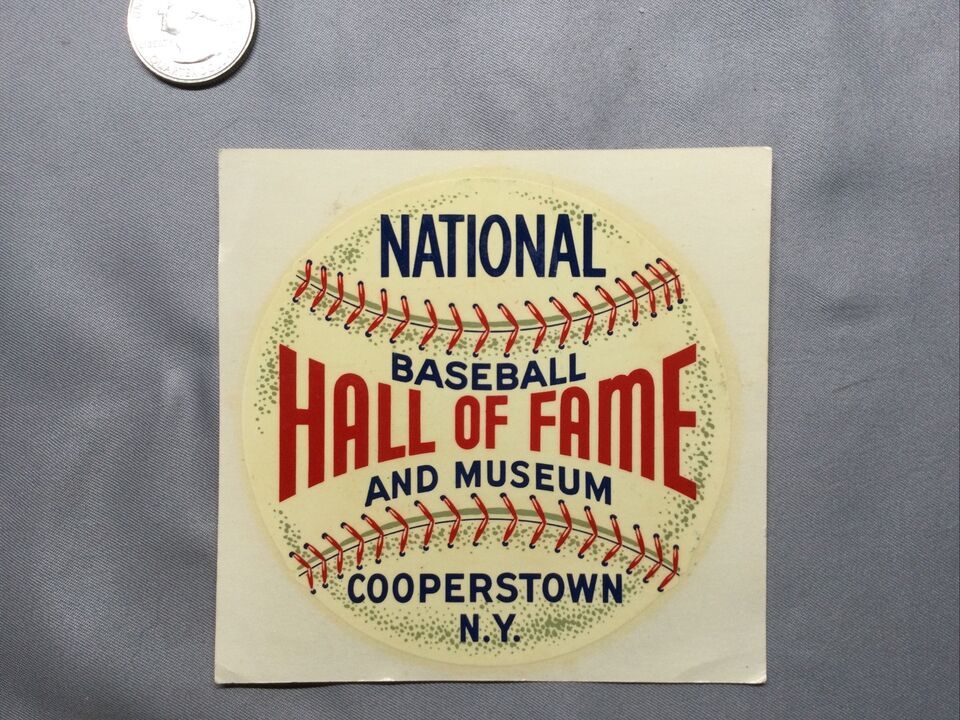 NATIONAL
BASEBALL
HALL OF FAME
AND MUSEUM
COOPERSTOWN
N.Y.